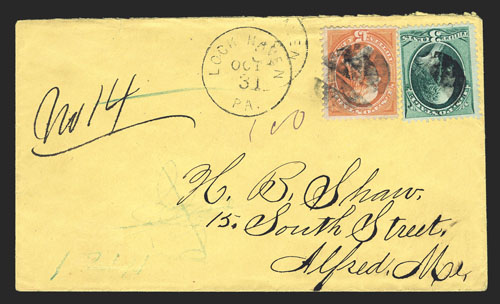 LOCK HAVEN
OCT
31
PA.
No 14
H. B. Shaw.
15. South Street.
Alfred. Me.